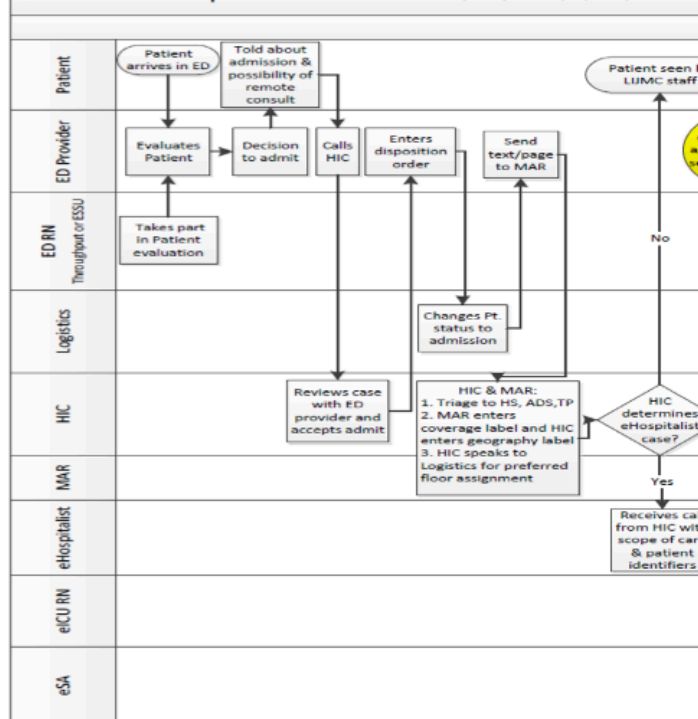 Patient
Patient
arrives in ED
Told about
admission &
possibility of
remote
consult
Patient seen
LIJMC staff
ED Provider
Evaluates
Patient
Decision
to admit
Calls
HIC
Enters
disposition
order
Send
text/page
to MAR
ED RN
Throughput or ESSU
Takes part
in Patient
evaluation
No
Logistics
Changes Pt.
status to
admission
HIC
Reviews case
with ED
provider and
accepts admit
HIC & MAR:
1. Triage to HS, ADS,TP
2. MAR enters
coverage label and HIC
enters geography label
3. HIC speaks to
Logistics for preferred
floor assignment
HIC
determines
eHospitalist
case?
MAR
Yes
eHospitalist
Receives
from HIC
scope of
& patient
identifiers
eICU RN
eSA